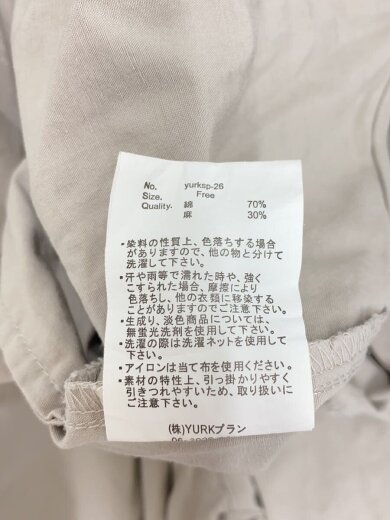 No. yurksp-26
Size. Free
Quality. 綿 70%
麻 30%
・染料の性質上、色落ちする場合
がありますので、他の物と分けて
洗濯して下さい。
・汗や雨等で濡れた時や、強く
こすられた場合、摩擦により
色落ちし、他の衣類に移染する
ことがありますのでご注意下さい。
・生成り、淡色商品については、
無蛍光洗剤を使用して下さい。
・洗濯の際は洗濯ネットを使用して
下さい。
・アイロンは当て布を使用ください。
・素材の特性上、引っ掛かりやすく
引きつれやすいため、取り扱いに
ご注意下さい。
(株)YURKプラン